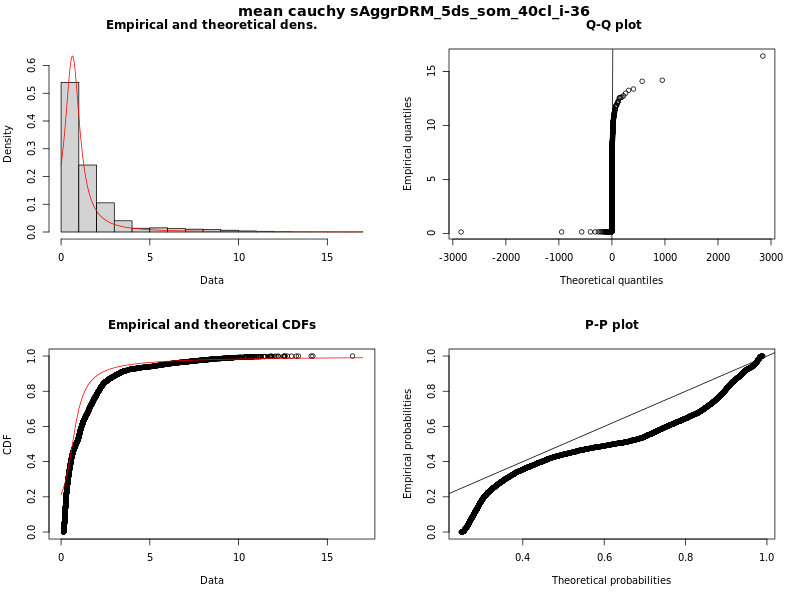 mean cauchy sAggrDRM_5ds_som_40cl_i-36
Empirical and theoretical dens.
Density
0.0 0.1 0.2 0.3 0.4 0.5 0.6
0 5 10 15
Data
Q-Q plot
Empirical quantiles
0 5 10 15
-3000 -2000 -1000 0 1000 2000 3000
Theoretical quantiles
Empirical and theoretical CDFs
CDF
0.0 0.2 0.4 0.6 0.8 1.0
0 5 10 15
Data
P-P plot
Empirical probabilities
0.0 0.2 0.4 0.6 0.8 1.0
0.4 0.6 0.8 1.0
Theoretical probabilities